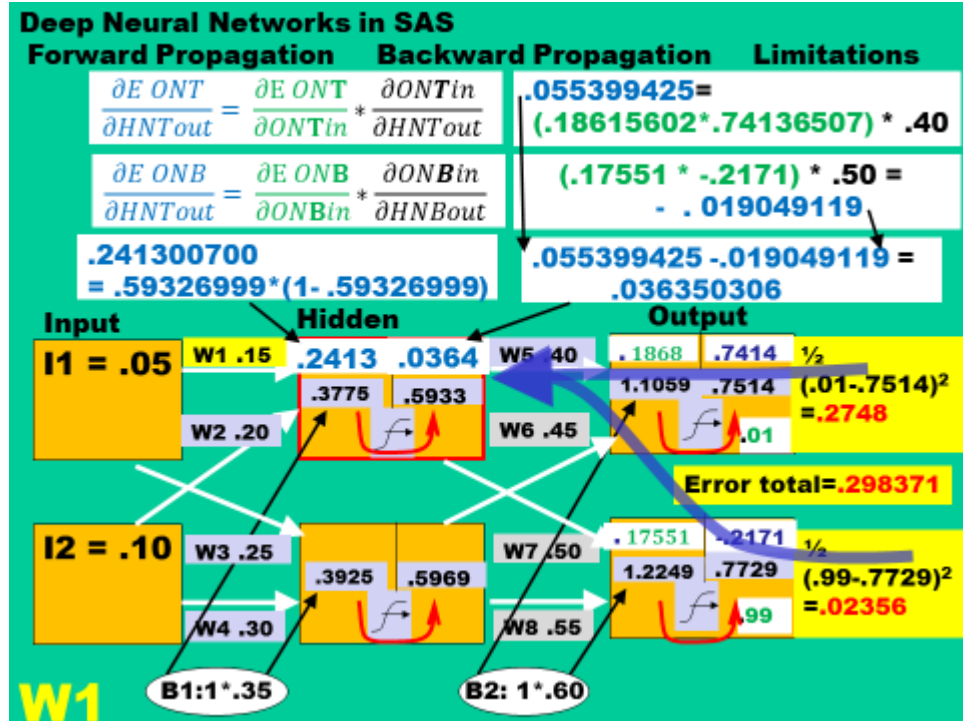 Deep Neural Networks in SAS
Forward Propagation Backward Propagation Limitations
∂E ONT / ∂HNTout = ∂E ONT / ∂ONTin * ∂ONTin / ∂HNTout
.055399425=
(.18615602*.74136507) * .40
∂E ONB / ∂HNTout = ∂E ONB / ∂ONBin * ∂ONBin / ∂HNBout
(.17551 * -.2171) * .50 =
- . 019049119
.241300700
= .59326999*(1- .59326999)
.055399425 -.019049119 =
.036350306
Input
Hidden
Output
I1 = .05
W1 .15
.2413 .0364
W5 .40
. 1868 .7414
½
(.01-.7514)²
=.2748
.3775 .5933
1.1059 .7514
W2 .20
W6 .45
.01
Error total=.298371
I2 = .10
W3 .25
W7 .50
. 17551 -.2171
½
(.99-.7729)²
=.02356
.3925 .5969
1.2249 .7729
W4 .30
W8 .55
.99
B1:1*.35
B2: 1*.60
W1